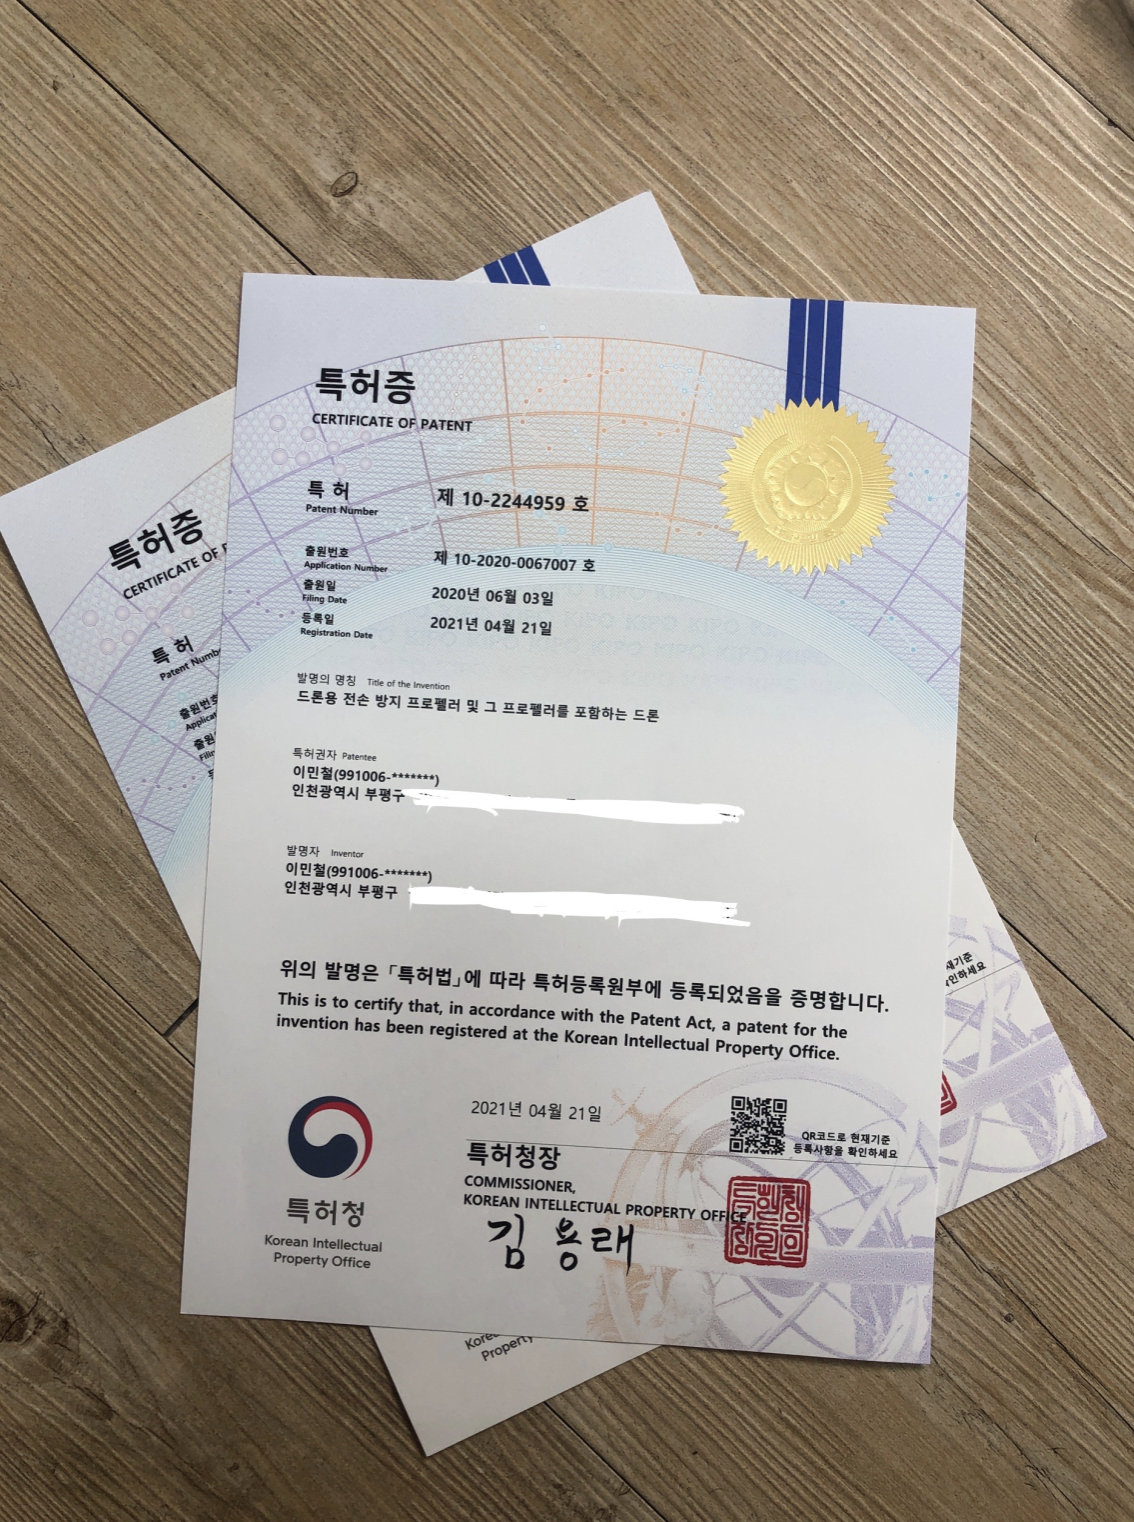 특허증
CERTIFICATE OF PATENT
특 허
Patent Number
제 10-2244959 호
출원번호
Application Number
제 10-2020-0067007 호
출원일
Filing Date
2020년 06월 03일
등록일
Registration Date
2021년 04월 21일
발명의 명칭 Title of the Invention
드론용 전손 방지 프로펠러 및 그 프로펠러를 포함하는 드론
특허권자 Patentee
이민철(991006-*******)
인천광역시 부평구
발명자 Inventor
이민철(991006-*******)
인천광역시 부평구
위의 발명은 「특허법」에 따라 특허등록원부에 등록되었음을 증명합니다.
This is to certify that, in accordance with the Patent Act, a patent for the
invention has been registered at the Korean Intellectual Property Office.
2021년 04월 21일
QR코드로 현재기준
등록사항을 확인하세요
특허청장
COMMISSIONER,
KOREAN INTELLECTUAL PROPERTY OFFICE
김용래
특허청
Korean Intellectual
Property Office
특허증
CERTIFICATE OF
특 허
Patent
출원번호
Property